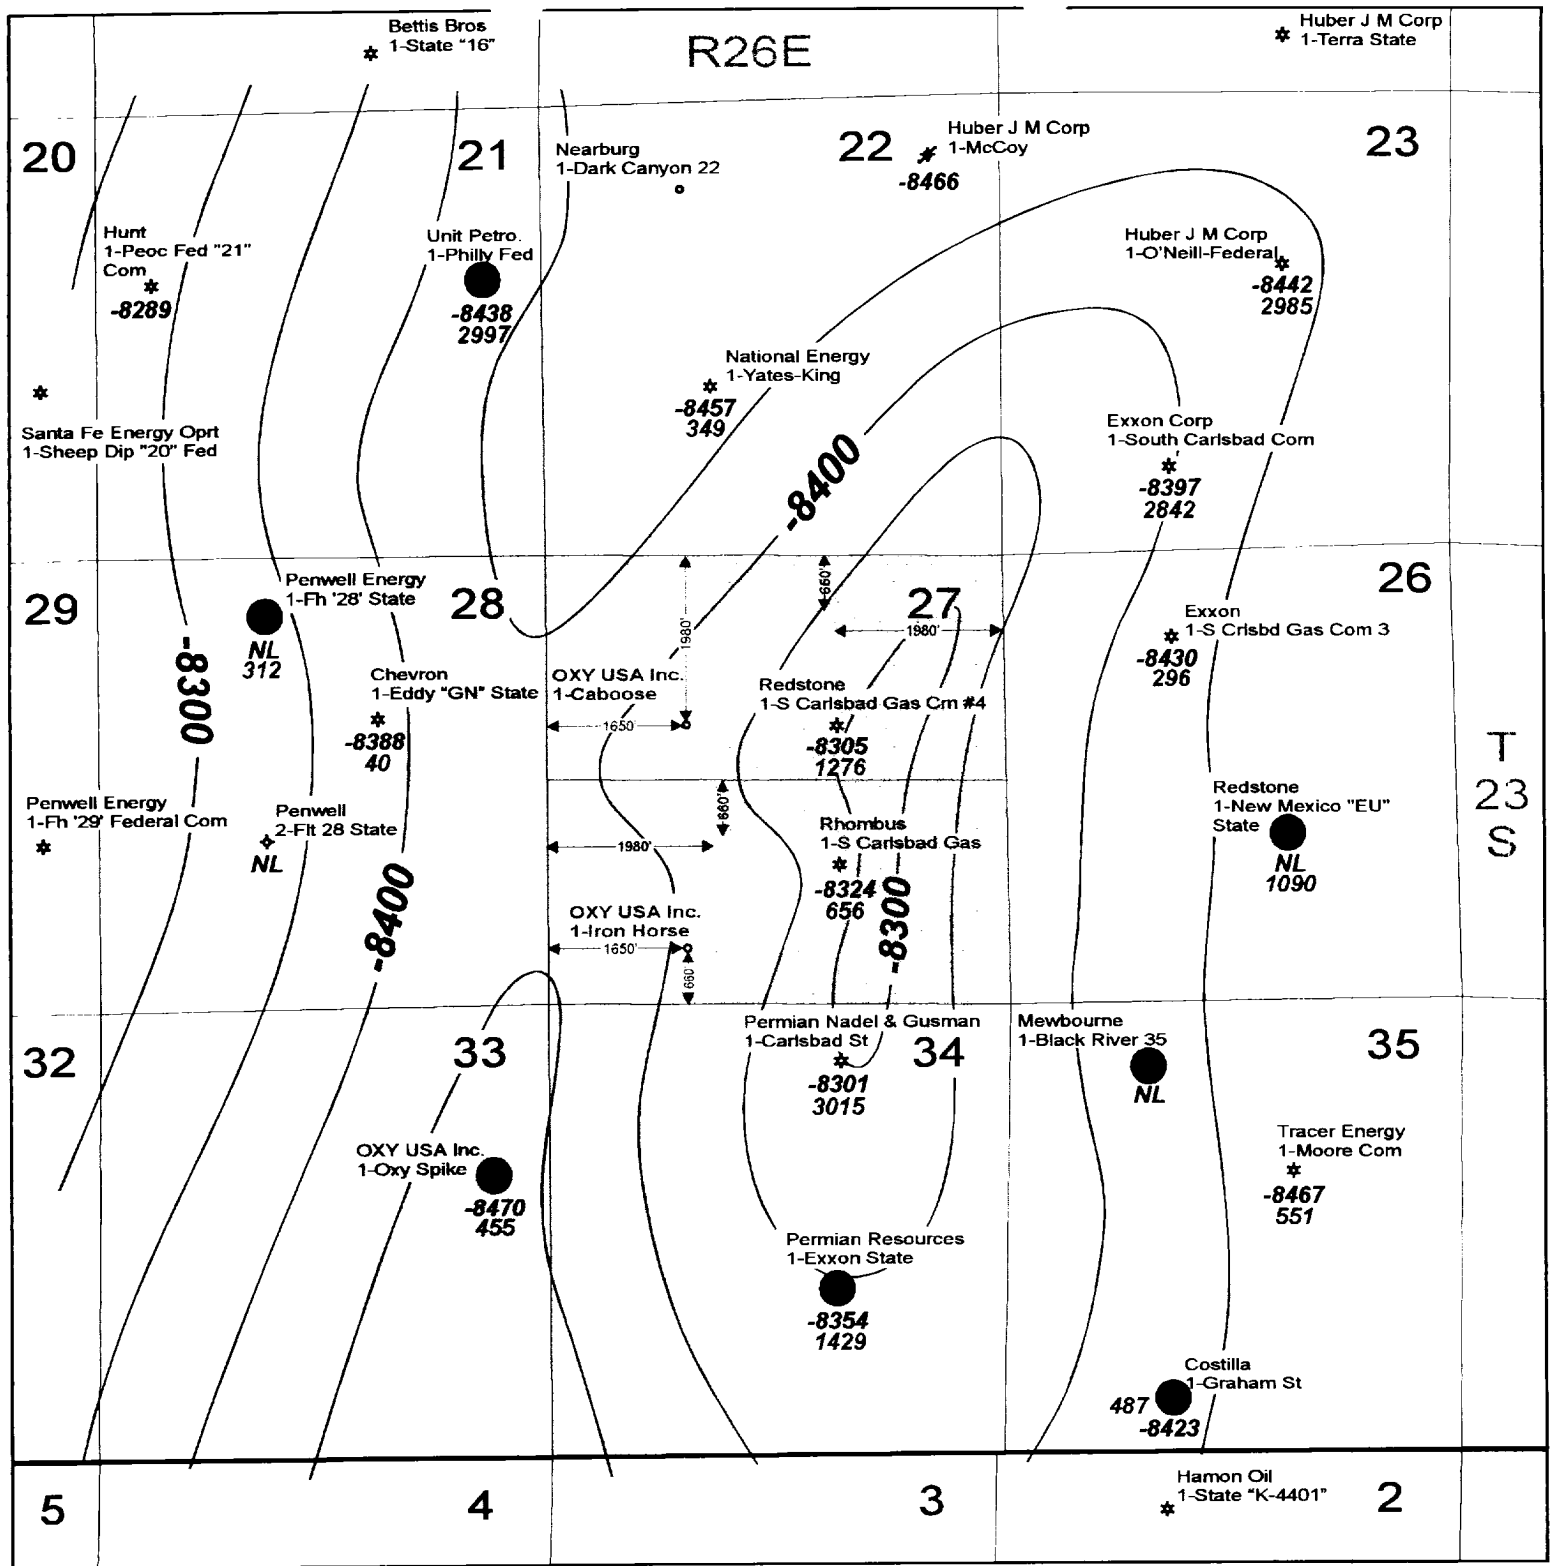 Bettis Bros
1-State "16"
R26E
Huber J M Corp
1-Terra State
20
21
22
23
Nearburg
1-Dark Canyon 22
Huber J M Corp
1-McCoy
-8466
Hunt
1-Peoc Fed "21"
Com
-8289
Unit Petro.
1-Philly Fed
-8438
2997
Huber J M Corp
1-O'Neill-Federal
-8442
2985
National Energy
1-Yates-King
-8457
349
Santa Fe Energy Oprt
1-Sheep Dip "20" Fed
-8400
Exxon Corp
1-South Carlsbad Com
-8397
2842
29
28
27
26
Penwell Energy
1-Fh '28' State
NL
312
-8300
660'
1980'
1980'
Exxon
1-S Crlsbd Gas Com 3
-8430
296
Chevron
1-Eddy "GN" State
-8388
40
OXY USA Inc.
1-Caboose
1650'
Redstone
1-S Carlsbad Gas Cm #4
-8305
1276
T
23
S
Penwell Energy
1-Fh '29' Federal Com
Penwell
2-Flt 28 State
NL
660'
1980'
Rhombus
1-S Carlsbad Gas
-8324
656
Redstone
1-New Mexico "EU"
State
NL
1090
-8400
-8300
OXY USA Inc.
1-Iron Horse
1650'
660'
32
33
34
35
Permian Nadel & Gusman
1-Carlsbad St
-8301
3015
Mewbourne
1-Black River 35
NL
OXY USA Inc.
1-Oxy Spike
-8470
455
Tracer Energy
1-Moore Com
-8467
551
Permian Resources
1-Exxon State
-8354
1429
Costilla
1-Graham St
487
-8423
5
4
3
2
Hamon Oil
1-State "K-4401"